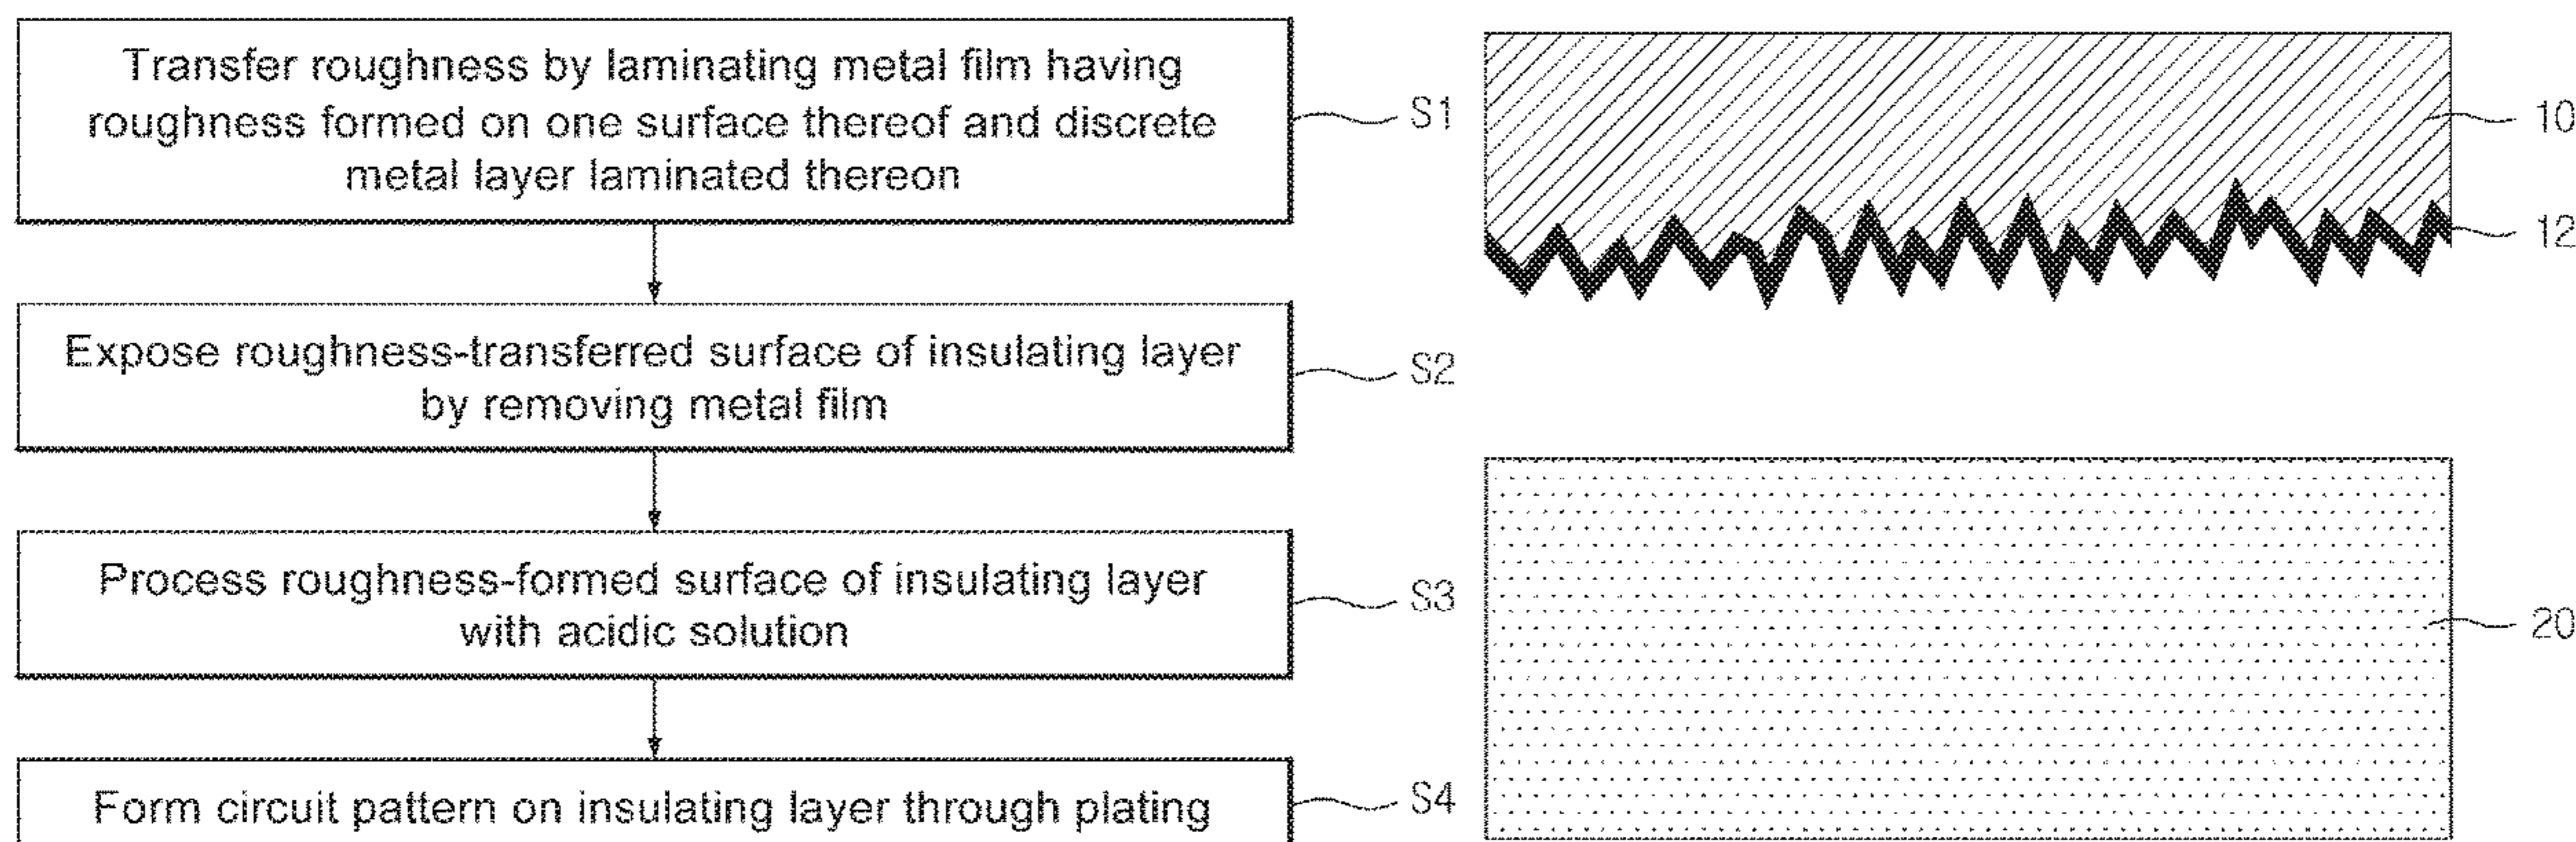 Transfer roughness by laminating metal film having
roughness formed on one surface thereof and discrete
metal layer laminated thereon
S1
Expose roughness-transferred surface of insulating layer
by removing metal film
S2
Process roughness-formed surface of insulating layer
with acidic solution
S3
Form circuit pattern on insulating layer through plating
S4
10
12
20